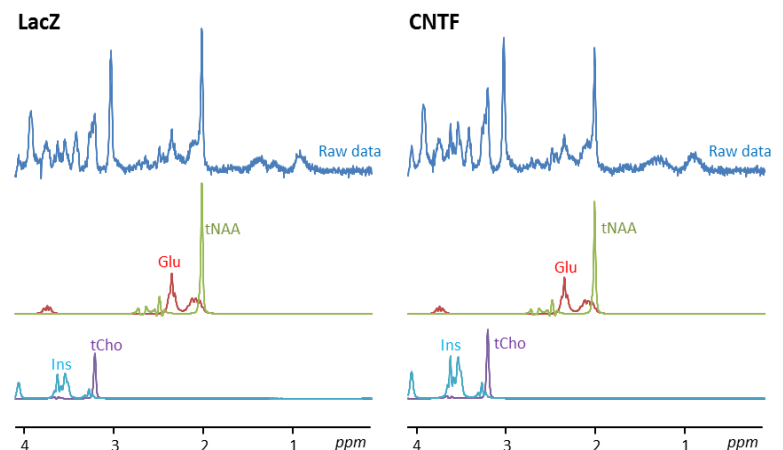 LacZ
CNTF
Raw data
Raw data
tNAA
Glu
tNAA
Glu
tCho
Ins
tCho
Ins
4 3 2 1 ppm
4 3 2 1 ppm